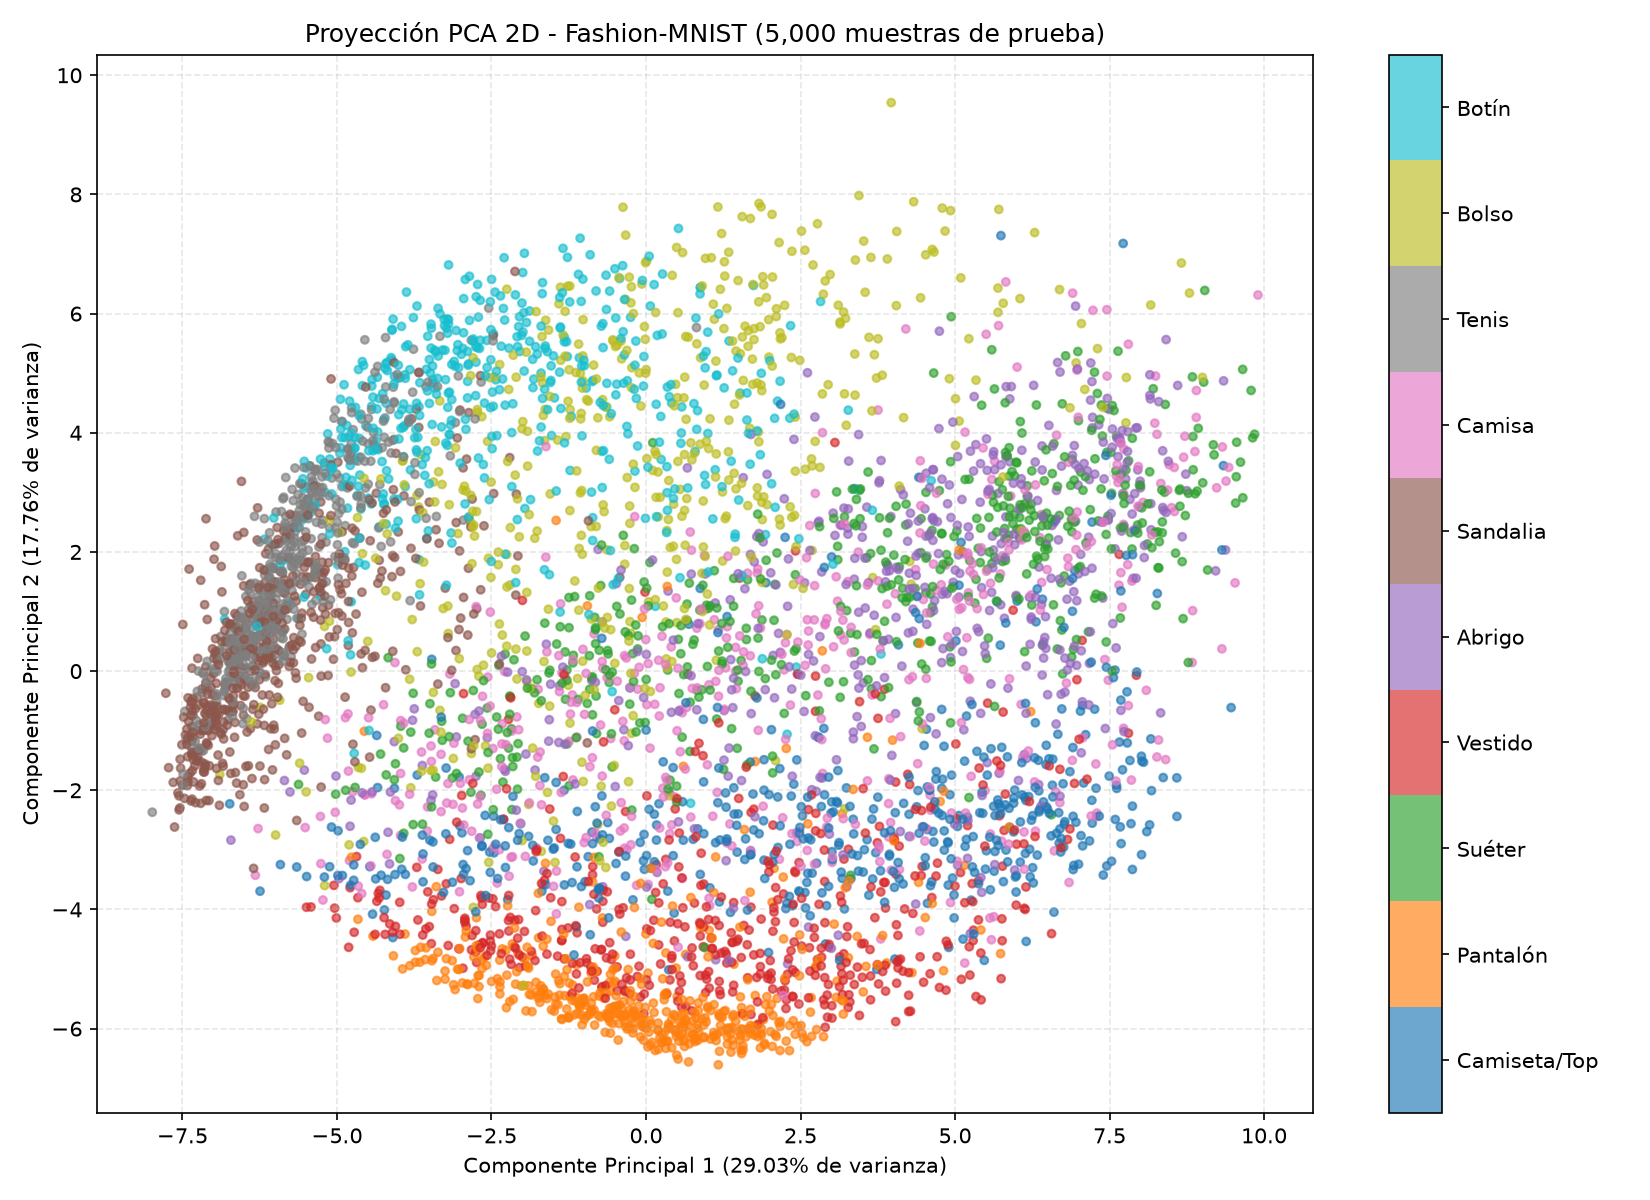 Proyección PCA 2D - Fashion-MNIST (5,000 muestras de prueba)
Componente Principal 2 (17.76% de varianza)
10
8
6
4
2
0
−2
−4
−6
−7.5 −5.0 −2.5 0.0 2.5 5.0 7.5 10.0
Componente Principal 1 (29.03% de varianza)
Botín
Bolso
Tenis
Camisa
Sandalia
Abrigo
Vestido
Suéter
Pantalón
Camiseta/Top